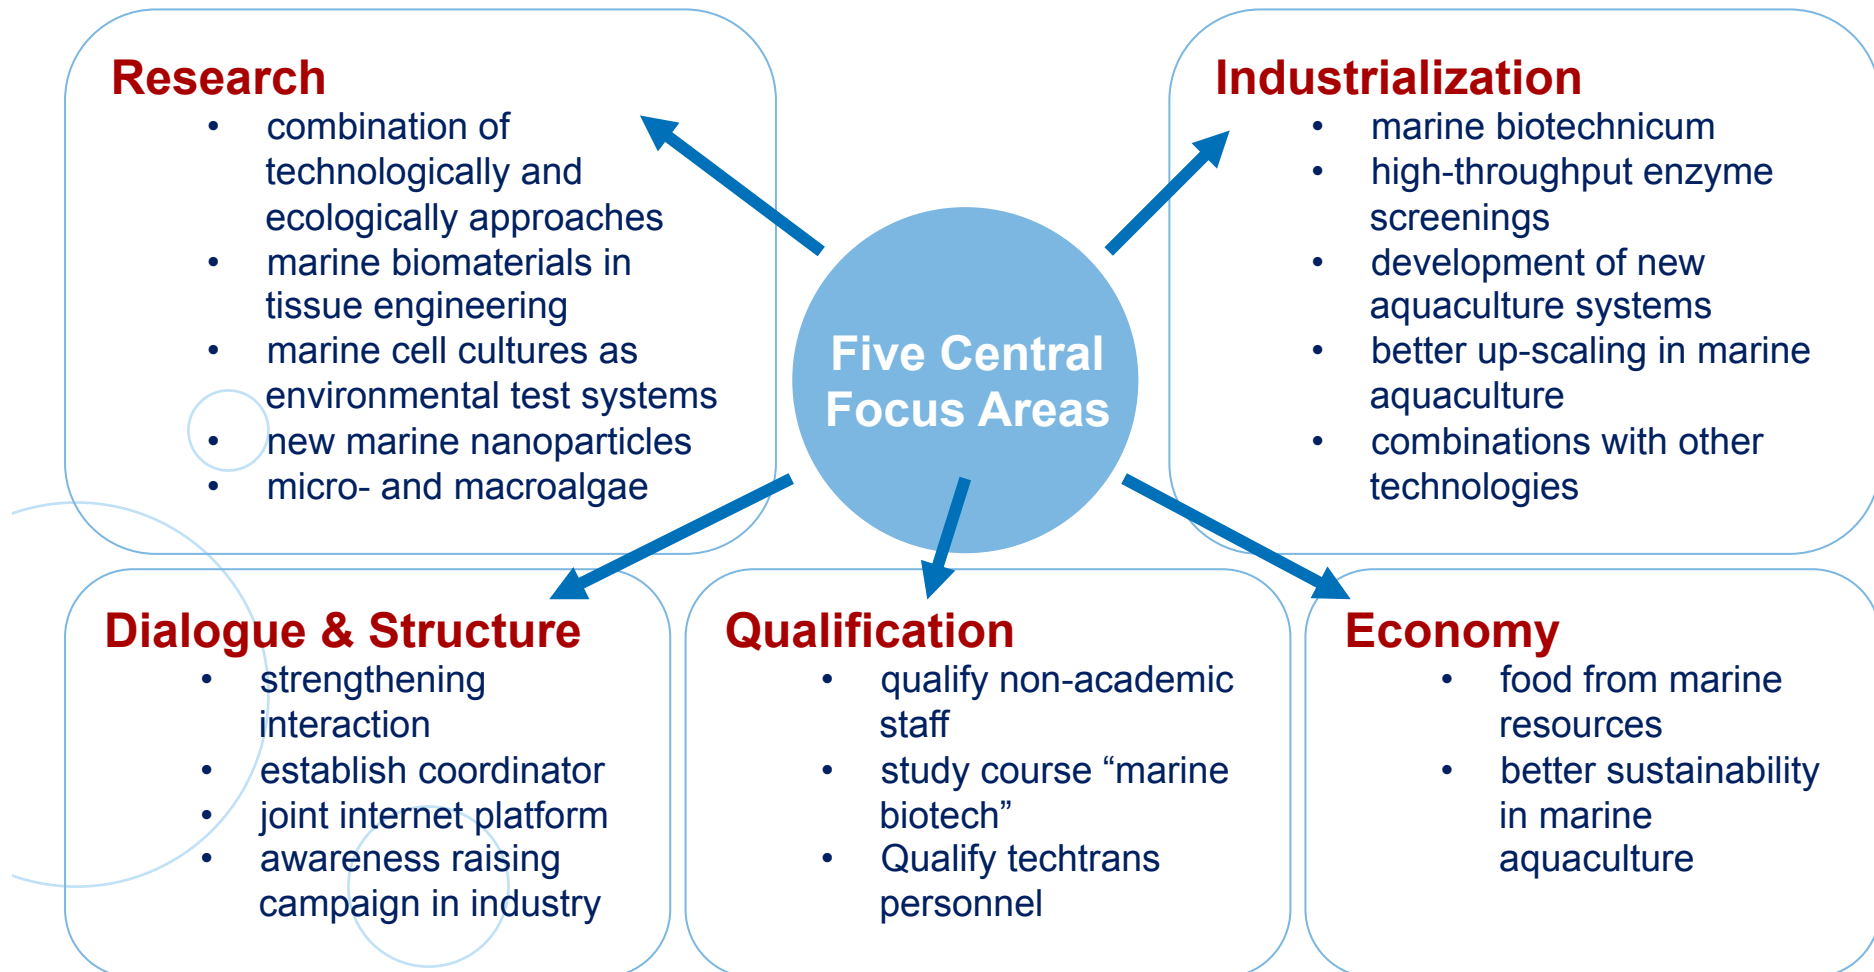 Research
• combination of
technologically and
ecologically approaches
• marine biomaterials in
tissue engineering
• marine cell cultures as
environmental test systems
• new marine nanoparticles
• micro- and macroalgae
Industrialization
• marine biotechnicum
• high-throughput enzyme
screenings
• development of new
aquaculture systems
• better up-scaling in marine
aquaculture
• combinations with other
technologies
Five Central
Focus Areas
Dialogue & Structure
• strengthening
interaction
• establish coordinator
• joint internet platform
• awareness raising
campaign in industry
Qualification
• qualify non-academic
staff
• study course “marine
biotech”
• Qualify techtrans
personnel
Economy
• food from marine
resources
• better sustainability
in marine
aquaculture